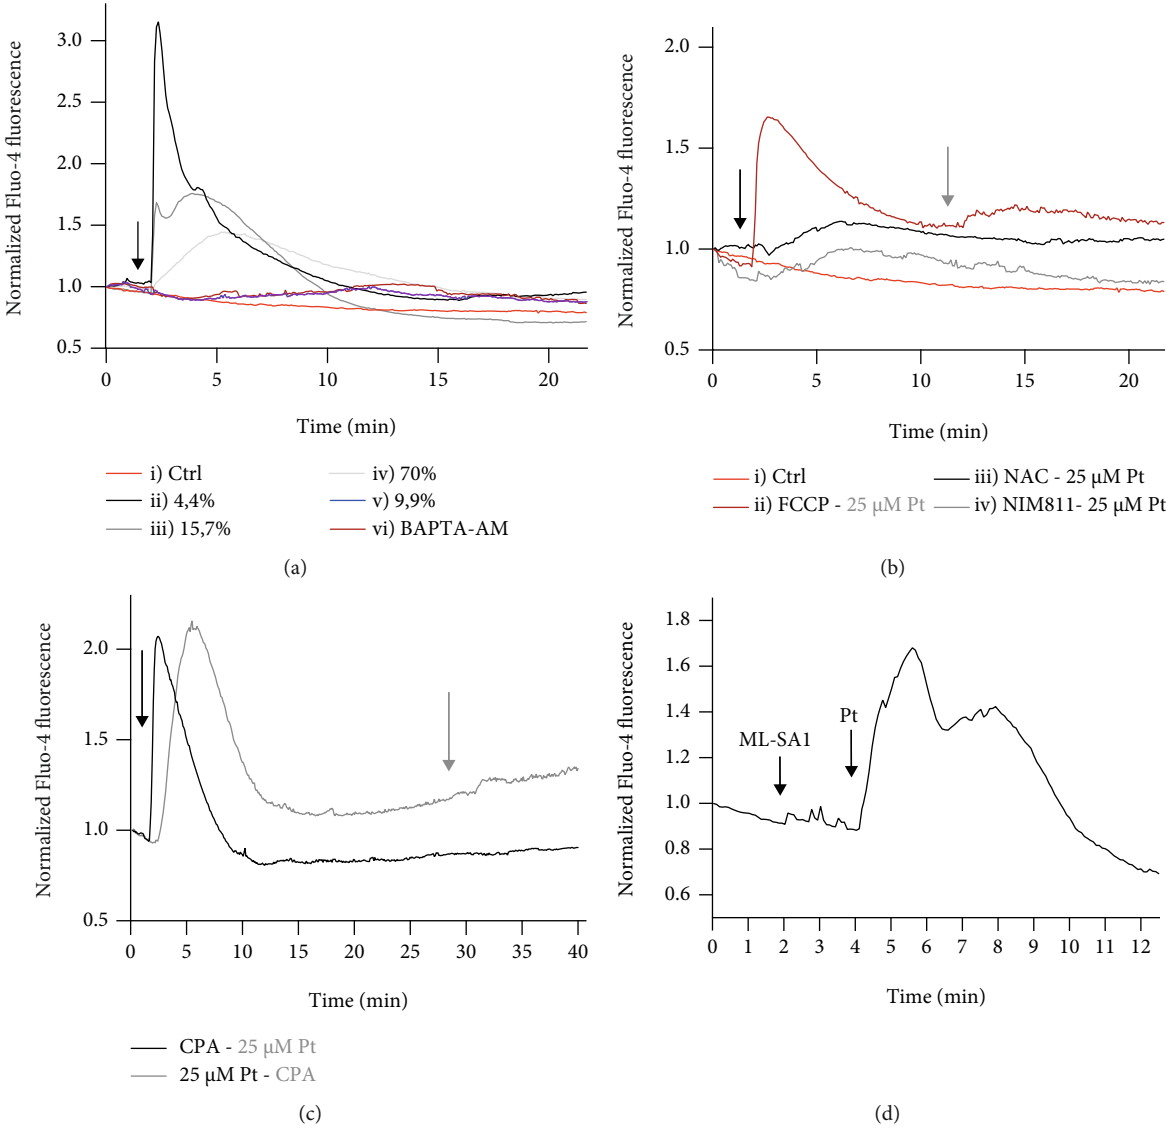 Normalized Fluo-4 fluorescence
3.0
2.5
2.0
1.5
1.0
0.5
0
5
10
15
20
Time (min)
i) Ctrl
ii) 4,4%
iii) 15,7%
iv) 70%
v) 9,9%
vi) BAPTA-AM
(a)
Normalized Fluo-4 fluorescence
2.0
1.5
1.0
0.5
0
5
10
15
20
Time (min)
i) Ctrl
ii) FCCP - 25 μM Pt
iii) NAC - 25 μM Pt
iv) NIM811- 25 μM Pt
(b)
Normalized Fluo-4 fluorescence
2.0
1.5
1.0
0.5
0
5
10
15
20
25
30
35
40
Time (min)
CPA - 25 μM Pt
25 μM Pt - CPA
(c)
Normalized Fluo-4 fluorescence
1.8
1.6
1.4
1.2
1.0
0.8
0.6
ML-SA1
Pt
0
1
2
3
4
5
6
7
8
9
10
11
12
Time (min)
(d)